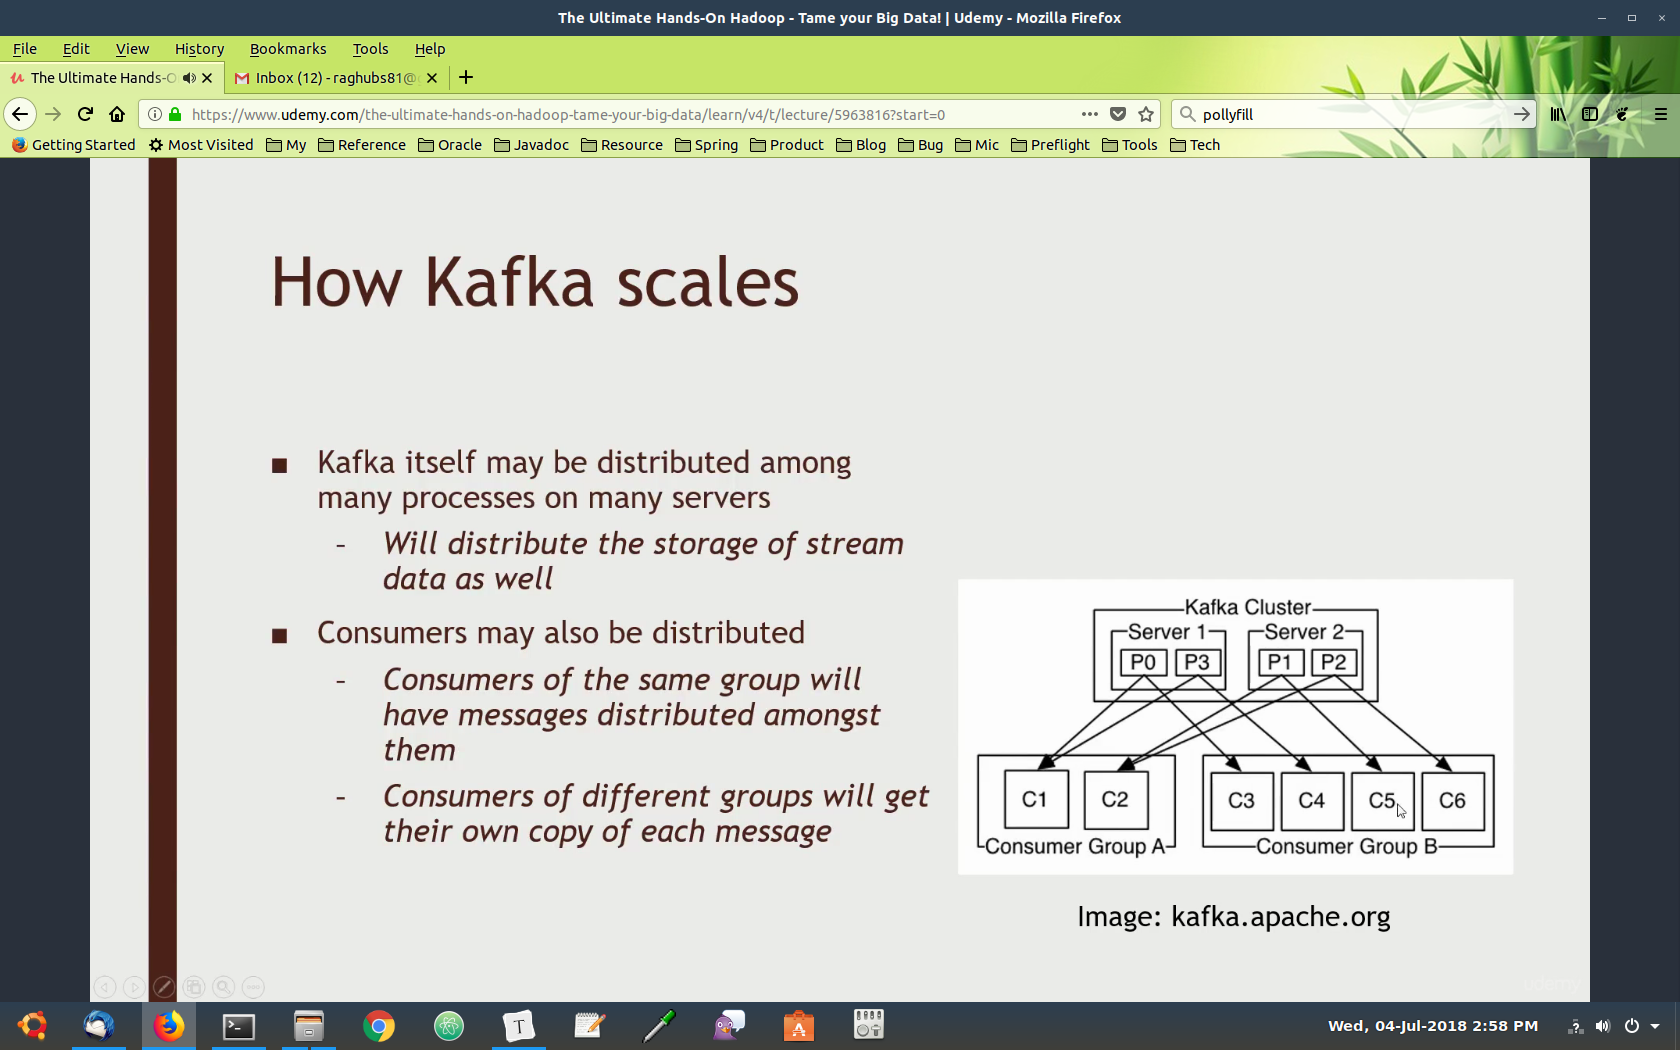 The Ultimate Hands-On Hadoop - Tame your Big Data! | Udemy - Mozilla Firefox
File Edit View History Bookmarks Tools Help
The Ultimate Hands-O
Inbox (12) - raghubs81@
https://www.udemy.com/the-ultimate-hands-on-hadoop-tame-your-big-data/learn/v4/t/lecture/5963816?start=0
pollyfill
Getting Started Most Visited My Reference Oracle Javadoc Resource Spring Product Blog Bug Mic Preflight Tools Tech
How Kafka scales
■ Kafka itself may be distributed among
many processes on many servers
- Will distribute the storage of stream
data as well
■ Consumers may also be distributed
- Consumers of the same group will
have messages distributed amongst
them
- Consumers of different groups will get
their own copy of each message
Kafka Cluster
Server 1 Server 2
P0 P3 P1 P2
C1 C2 C3 C4 C5 C6
Consumer Group A Consumer Group B
Image: kafka.apache.org
udemy
Wed, 04-Jul-2018 2:58 PM